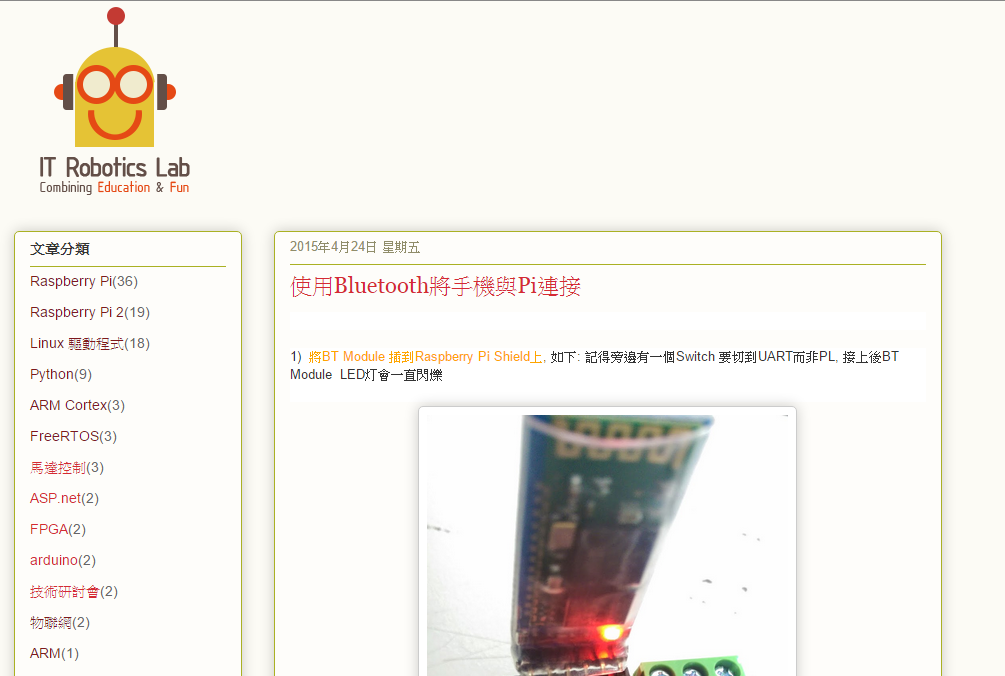 IT Robotics Lab
Combining Education & Fun
文章分類
Raspberry Pi(36)
Raspberry Pi 2(19)
Linux 驅動程式(18)
Python(9)
ARM Cortex(3)
FreeRTOS(3)
馬達控制(3)
ASP.net(2)
FPGA(2)
arduino(2)
技術研討會(2)
物聯網(2)
ARM(1)
2015年4月24日 星期五
使用Bluetooth將手機與Pi連接
1) 將BT Module 插到Raspberry Pi Shield上, 如下: 記得旁邊有一個Switch 要切到UART而非PL, 接上後BT
Module LED灯會一直閃爍